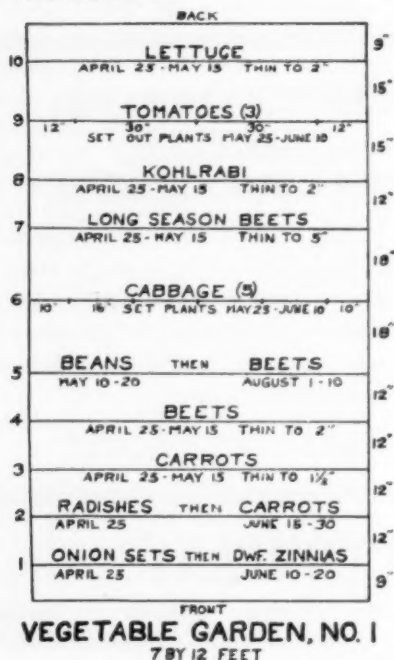 BACK
9"
LETTUCE
10
APRIL 25-MAY 15 THIN TO 2"
15"
TOMATOES (3)
9
12" 30" 30" 12"
SET OUT PLANTS MAY 25-JUNE 10
15"
KOHLRABI
8
APRIL 25-MAY 15 THIN TO 2"
12"
LONG SEASON BEETS
7
APRIL 25-MAY 15 THIN TO 5"
18"
CABBAGE (5)
6
10" 16" SET PLANTS MAY 25-JUNE 10 10"
18"
BEANS THEN BEETS
5
MAY 10-20 AUGUST 1-10
12"
BEETS
4
APRIL 25-MAY 15 THIN TO 2"
12"
CARROTS
3
APRIL 25-MAY 15 THIN TO 1½"
12"
RADISHES THEN CARROTS
2
APRIL 25 JUNE 15-30
12"
ONION SETS THEN DWF. ZINNIAS
1
APRIL 25 JUNE 10-20
9"
FRONT
VEGETABLE GARDEN, NO. 1
7 BY 12 FEET